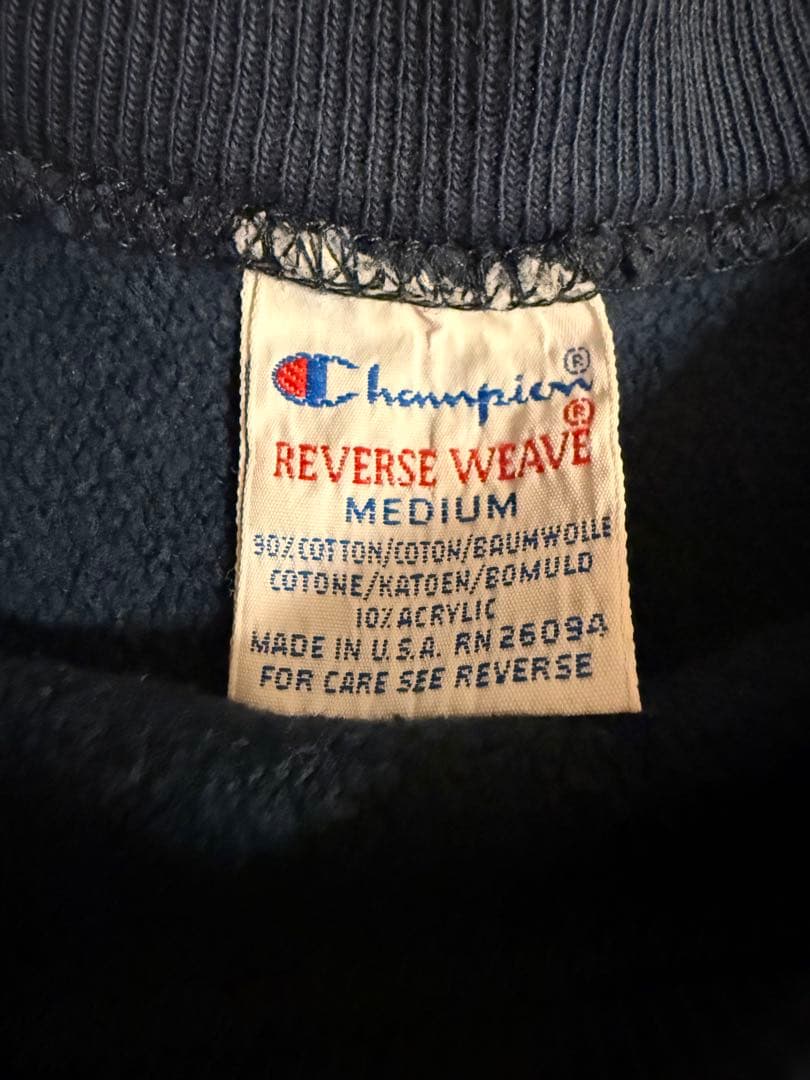 Champion®
REVERSE WEAVE®
MEDIUM
90% COTTON/COTON/BAUMWOLLE
COTONE/KATOEN/BOMULD
10% ACRYLIC
MADE IN U.S.A. RN 26094
FOR CARE SEE REVERSE